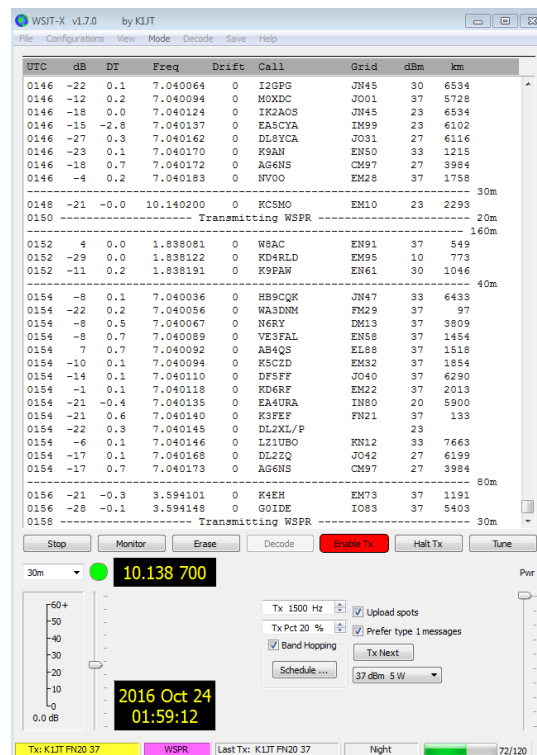 WSJT-X v1.7.0 by K1JT
File Configurations View Mode Decode Save Help
UTC dB DT Freq Drift Call Grid dBm km
0146 -22 0.1 7.040064 0 I2GPG JN45 30 6534
0146 -12 0.2 7.040094 0 M0XDC JO01 37 5728
0146 -18 0.0 7.040124 0 IK2AOS JN45 23 6534
0146 -15 -2.8 7.040137 0 EA5CYA IM99 23 6102
0146 -27 0.3 7.040162 0 DL8YCA JO31 27 6116
0146 -23 0.1 7.040170 0 K9AN EN50 33 1215
0146 -18 0.7 7.040172 0 AG6NS CM97 27 3984
0146 -4 0.2 7.040183 0 NV0O EM28 37 1758
---------------------------------------------------------------- 30m
0148 -21 -0.0 10.140200 0 KC5MO EM10 23 2293
0150 -------------------- Transmitting WSPR --------------------- 20m
---------------------------------------------------------------- 160m
0152 4 0.0 1.838081 0 W8AC EN91 37 549
0152 -29 0.0 1.838122 0 KD4RLD EM95 10 773
0152 -11 0.2 1.838191 0 K9PAW EN61 30 1046
---------------------------------------------------------------- 40m
0154 -8 0.1 7.040036 0 HB9CQK JN47 33 6433
0154 -22 0.2 7.040056 0 WA3DNM FM29 37 97
0154 -8 0.5 7.040067 0 N6RY DM13 37 3809
0154 -8 0.7 7.040089 0 VE3FAL EN58 37 1454
0154 7 0.7 7.040092 0 AB4QS EL88 37 1518
0154 -10 0.1 7.040094 0 K5CZD EM32 37 1854
0154 -14 0.1 7.040110 0 DF5FF JO40 37 6290
0154 -1 0.1 7.040118 0 KD6RF EM22 37 2013
0154 -21 -0.4 7.040135 0 EA4URA IN80 20 5900
0154 -21 0.6 7.040140 0 K3FEF FN21 37 133
0154 -22 0.3 7.040145 0 DL2XL/P 23
0154 -6 0.1 7.040146 0 LZ1UBO KN12 33 7663
0154 -17 0.1 7.040168 0 DL2ZQ JO42 27 6199
0154 -17 0.7 7.040173 0 AG6NS CM97 27 3984
---------------------------------------------------------------- 80m
0156 -21 -0.3 3.594101 0 K4EH EM73 37 1191
0156 -28 -0.1 3.594148 0 G0IDE IO83 37 5403
0158 -------------------- Transmitting WSPR --------------------- 30m
Stop Monitor Erase Decode Enable Tx Halt Tx Tune
30m 10.138 700 Pwr
60+
50
40
30
20
10
0
0.0 dB
Tx 1500 Hz Upload spots
Tx Pct 20 % Prefer type 1 messages
Band Hopping Tx Next
Schedule ... 37 dBm 5 W
2016 Oct 24
01:59:12
Tx: K1JT FN20 37 WSPR Last Tx: K1JT FN20 37 Night 72/120